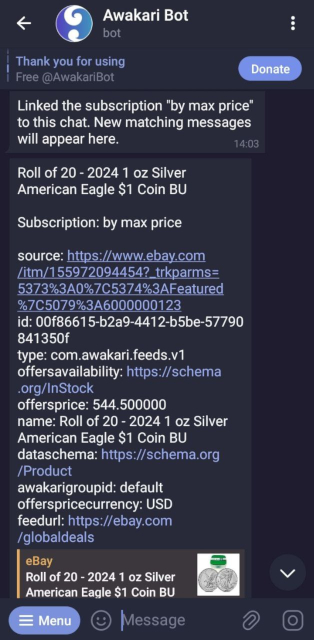 Awakari Bot
bot
Thank you for using
Free @AwakariBot
Donate
Linked the subscription "by max price"
to this chat. New matching messages
will appear here.
14:03
Roll of 20 - 2024 1 oz Silver
American Eagle $1 Coin BU
Subscription: by max price
source: https://www.ebay.com
/itm/155972094454?_trkparms=
5373%3A0%7C5374%3AFeatured
%7C5079%3A6000000123
id: 00f86615-b2a9-4412-b5be-57790
841350f
type: com.awakari.feeds.v1
offersavailability: https://schema
.org/InStock
offersprice: 544.500000
name: Roll of 20 - 2024 1 oz Silver
American Eagle $1 Coin BU
dataschema: https://schema.org
/Product
awakarigroupid: default
offerspricecurrency: USD
feedurl: https://ebay.com
/globaldeals
eBay
Roll of 20 - 2024 1 oz Silver
American Eagle $1 Coin BU
Menu
Message